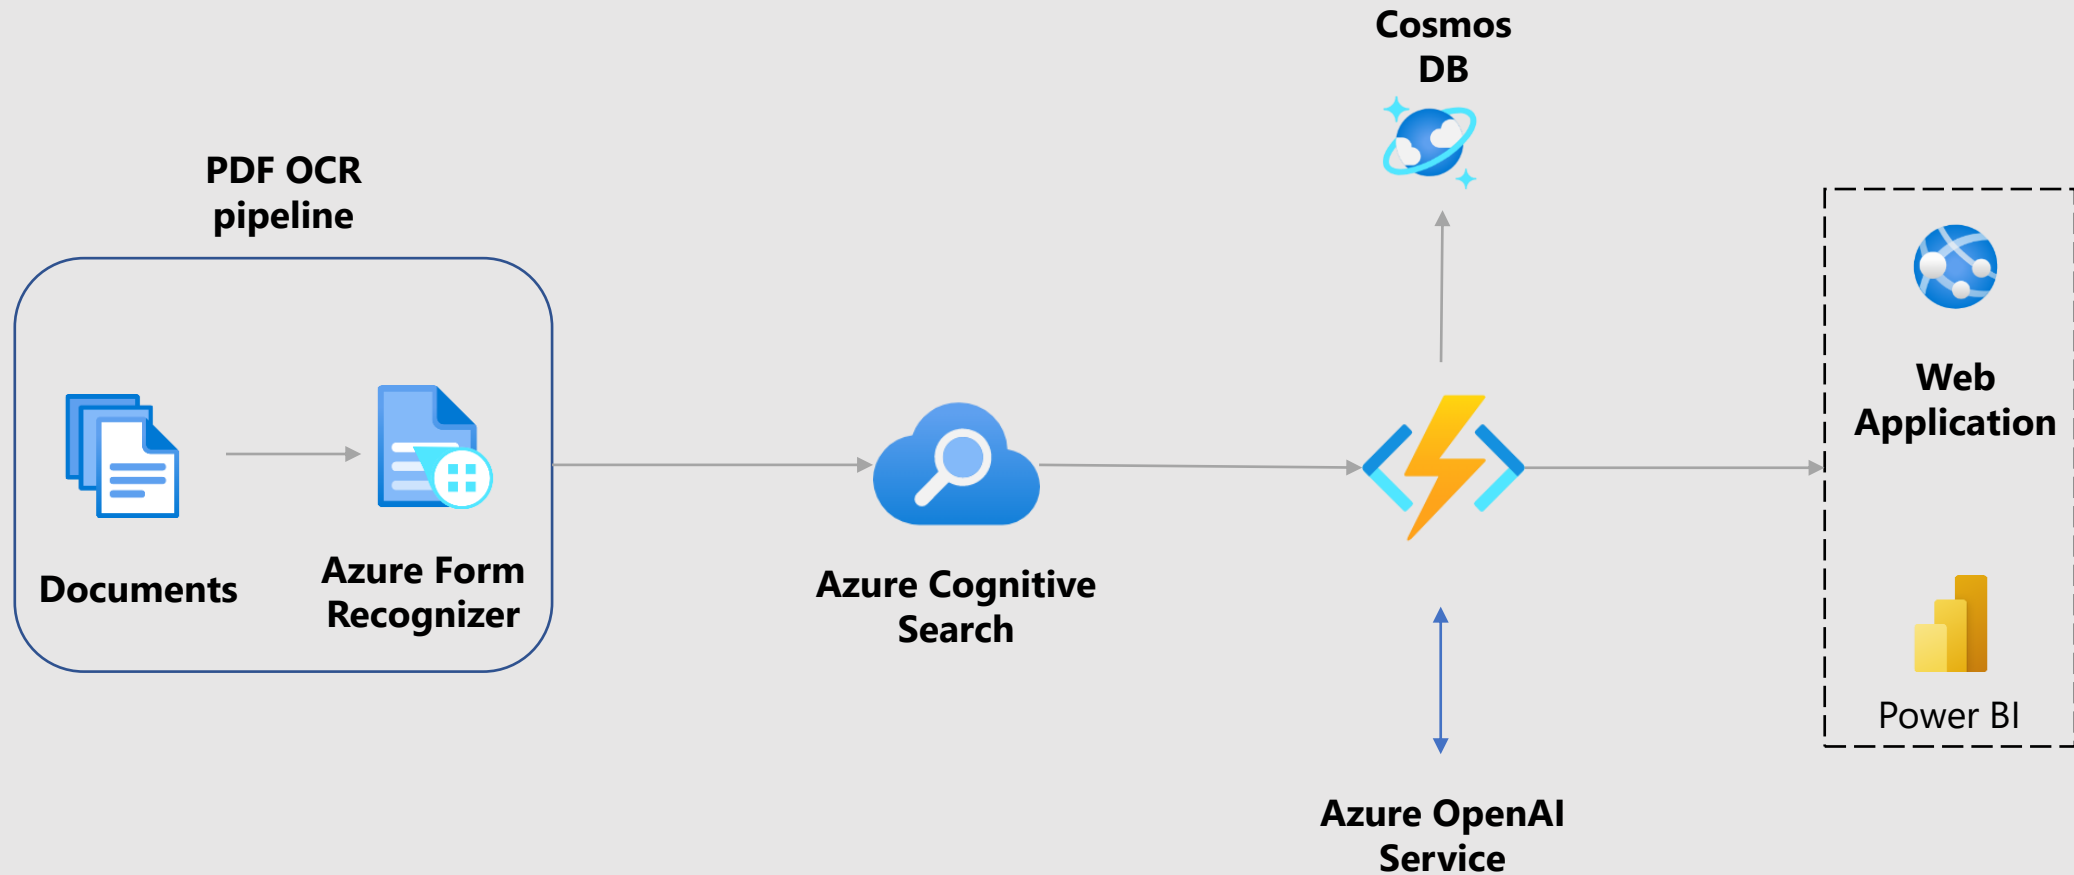 Cosmos
DB
PDF OCR
pipeline
Documents
Azure Form
Recognizer
Azure Cognitive
Search
Azure OpenAI
Service
Web
Application
Power BI